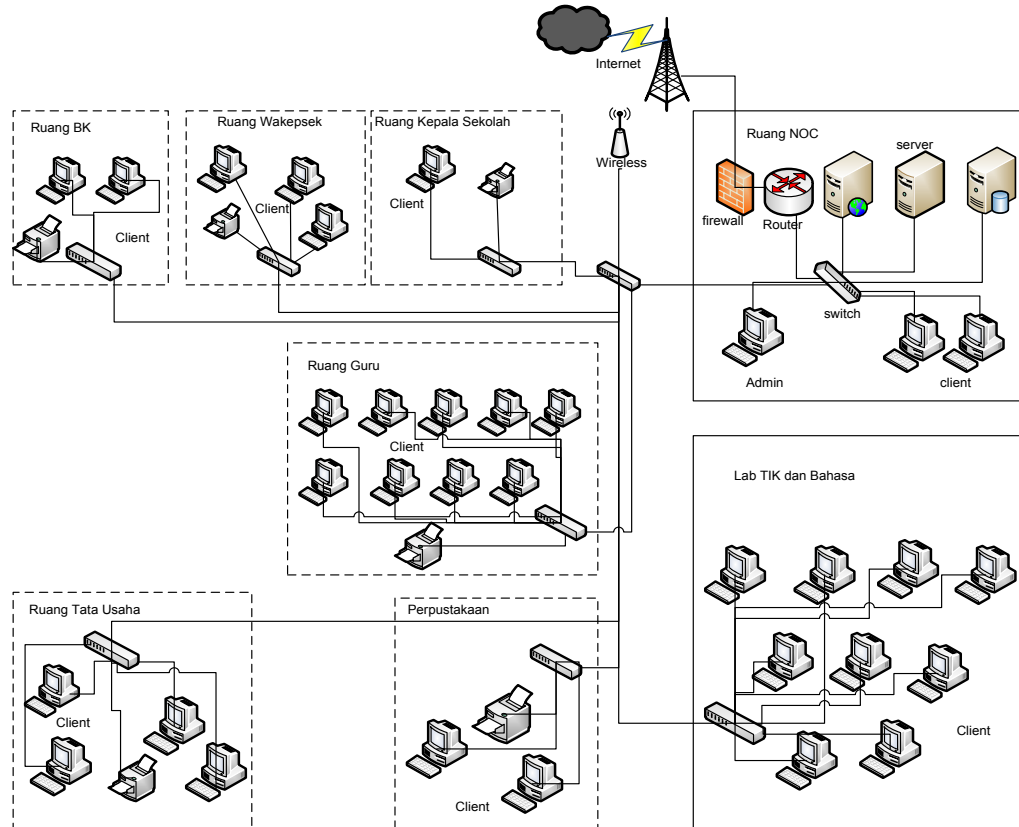 Internet
Ruang BK
Ruang Wakepsek
Ruang Kepala Sekolah
Wireless
Ruang NOC
server
firewall
Router
Client
Client
Client
switch
Admin
client
Ruang Guru
Client
Lab TIK dan Bahasa
Client
Ruang Tata Usaha
Client
Perpustakaan
Client